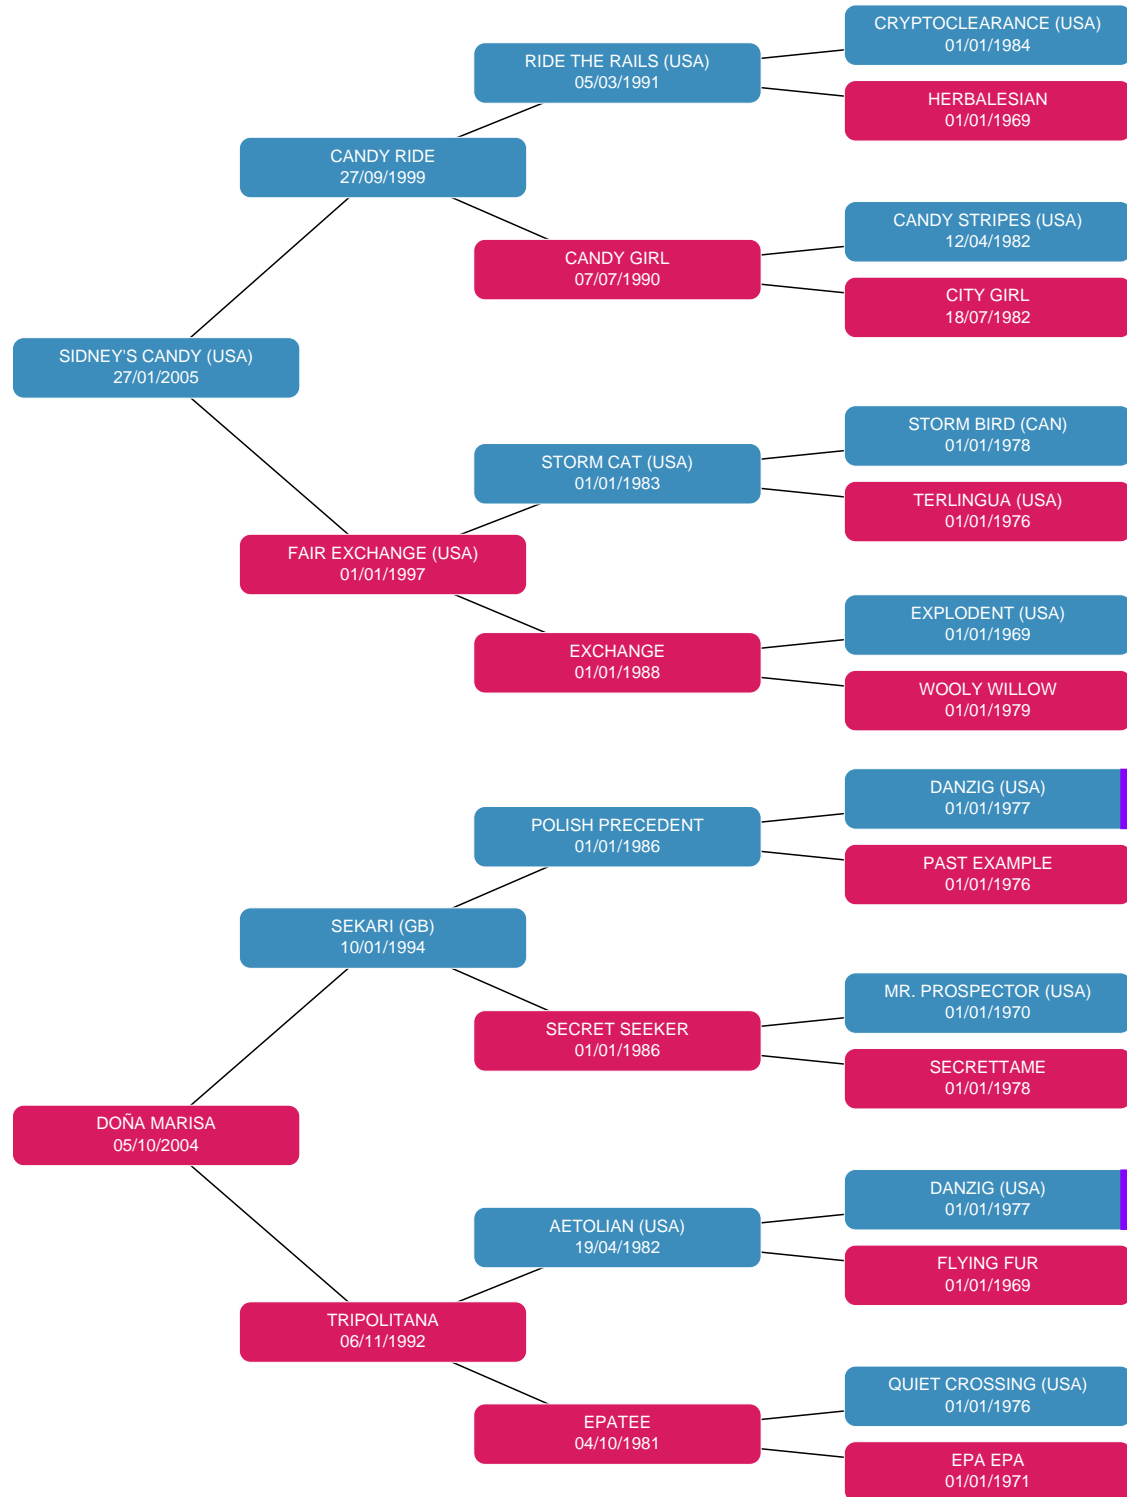 CRYPTOCLEARANCE (USA)
01/01/1984
RIDE THE RAILS (USA)
05/03/1991
HERBALESIAN
01/01/1969
CANDY RIDE
27/09/1999
CANDY STRIPES (USA)
12/04/1982
CANDY GIRL
07/07/1990
CITY GIRL
18/07/1982
SIDNEY'S CANDY (USA)
27/01/2005
STORM BIRD (CAN)
01/01/1978
STORM CAT (USA)
01/01/1983
TERLINGUA (USA)
01/01/1976
FAIR EXCHANGE (USA)
01/01/1997
EXPLODENT (USA)
01/01/1969
EXCHANGE
01/01/1988
WOOLY WILLOW
01/01/1979
DANZIG (USA)
01/01/1977
POLISH PRECEDENT
01/01/1986
PAST EXAMPLE
01/01/1976
SEKARI (GB)
10/01/1994
MR. PROSPECTOR (USA)
01/01/1970
SECRET SEEKER
01/01/1986
SECRETTAME
01/01/1978
DOÑA MARISA
05/10/2004
DANZIG (USA)
01/01/1977
AETOLIAN (USA)
19/04/1982
FLYING FUR
01/01/1969
TRIPOLITANA
06/11/1992
QUIET CROSSING (USA)
01/01/1976
EPATEE
04/10/1981
EPA EPA
01/01/1971